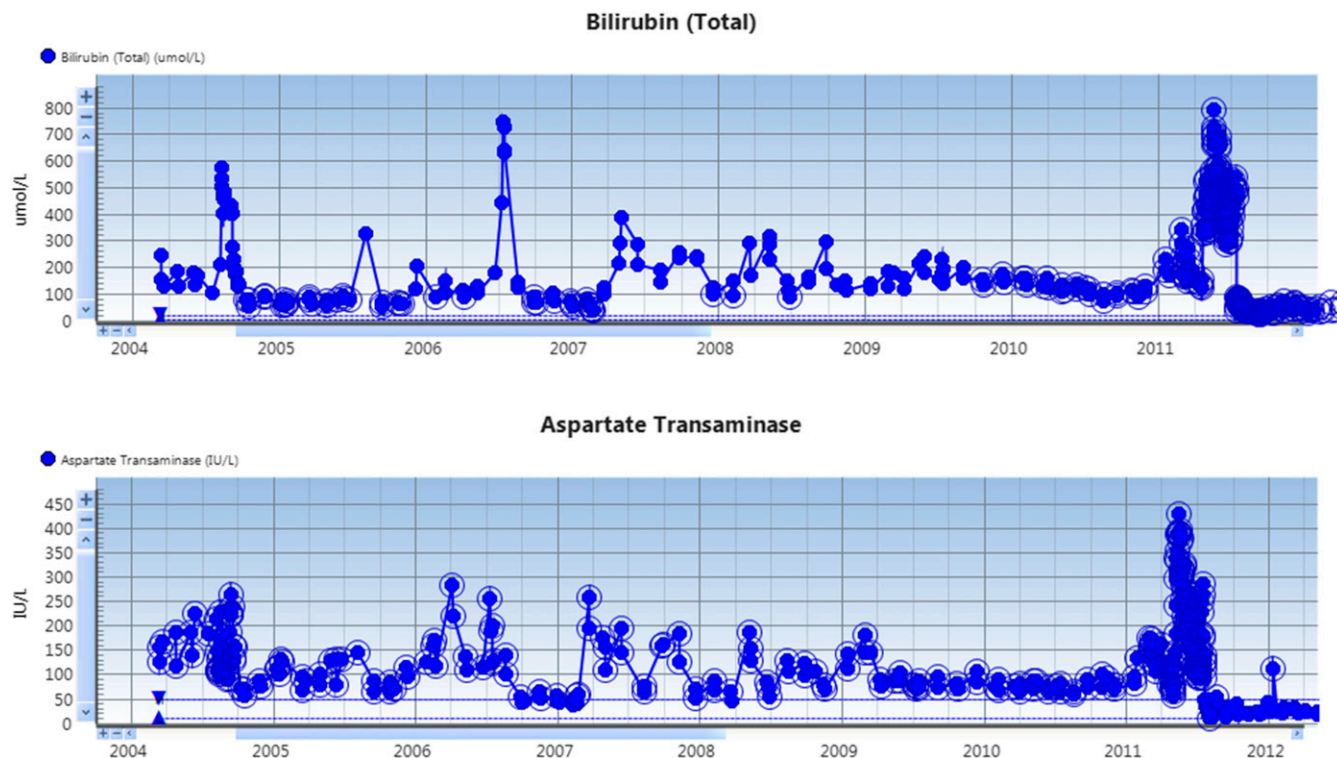 Bilirubin (Total)
Bilirubin (Total) (umol/L)
umol/L
800
700
600
500
400
300
200
100
0
2004 2005 2006 2007 2008 2009 2010 2011
Aspartate Transaminase
Aspartate Transaminase (IU/L)
IU/L
450
400
350
300
250
200
150
100
50
0
2004 2005 2006 2007 2008 2009 2010 2011 2012